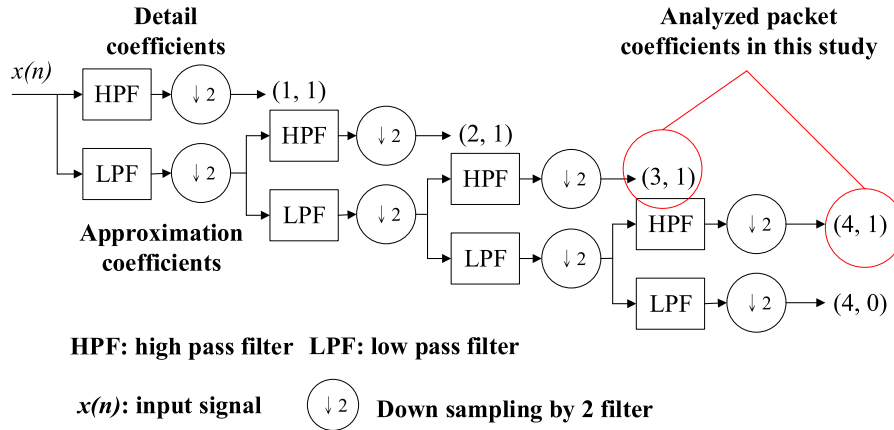 Detail
coefficients
Analyzed packet
coefficients in this study
x(n)
HPF
↓ 2
(1, 1)
LPF
↓ 2
HPF
↓ 2
(2, 1)
LPF
↓ 2
HPF
↓ 2
(3, 1)
LPF
↓ 2
HPF
↓ 2
(4, 1)
LPF
↓ 2
(4, 0)
Approximation
coefficients
HPF: high pass filter LPF: low pass filter
x(n): input signal
↓ 2
Down sampling by 2 filter